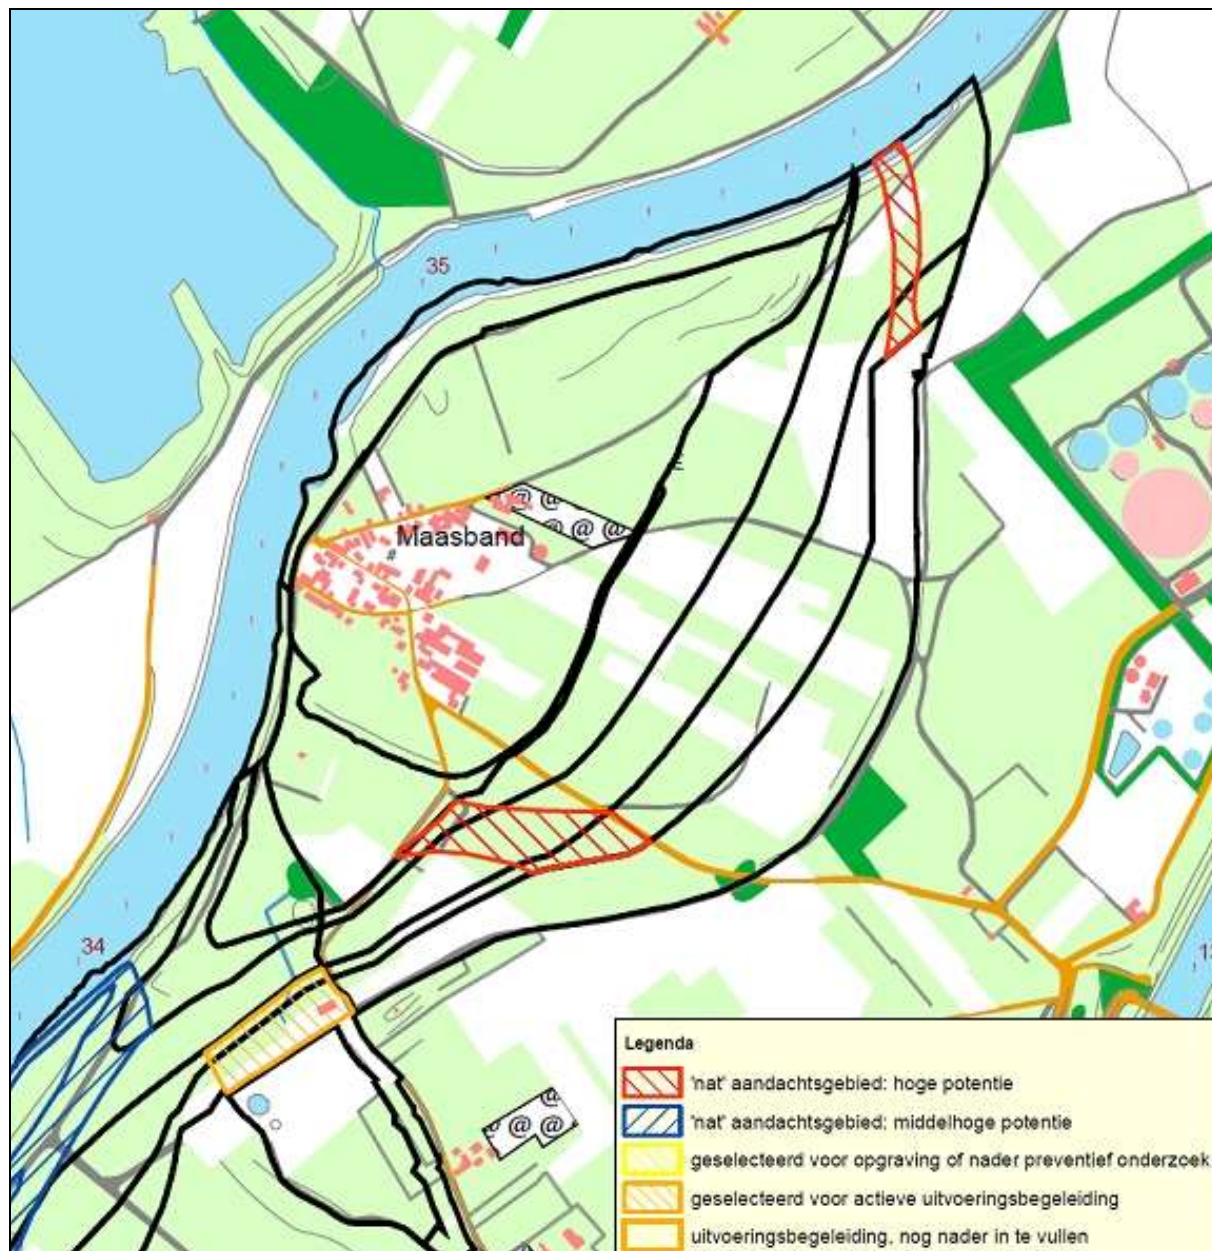 35
Maasband
34
Legenda
'nat' aandachtsgebied: hoge potentie
'nat' aandachtsgebied: middelhoge potentie
geselecteerd voor opgraving of nader preventief onderzoek
geselecteerd voor actieve uitvoeringsbegeleiding
uitvoeringsbegeleiding, nog nader in te vullen